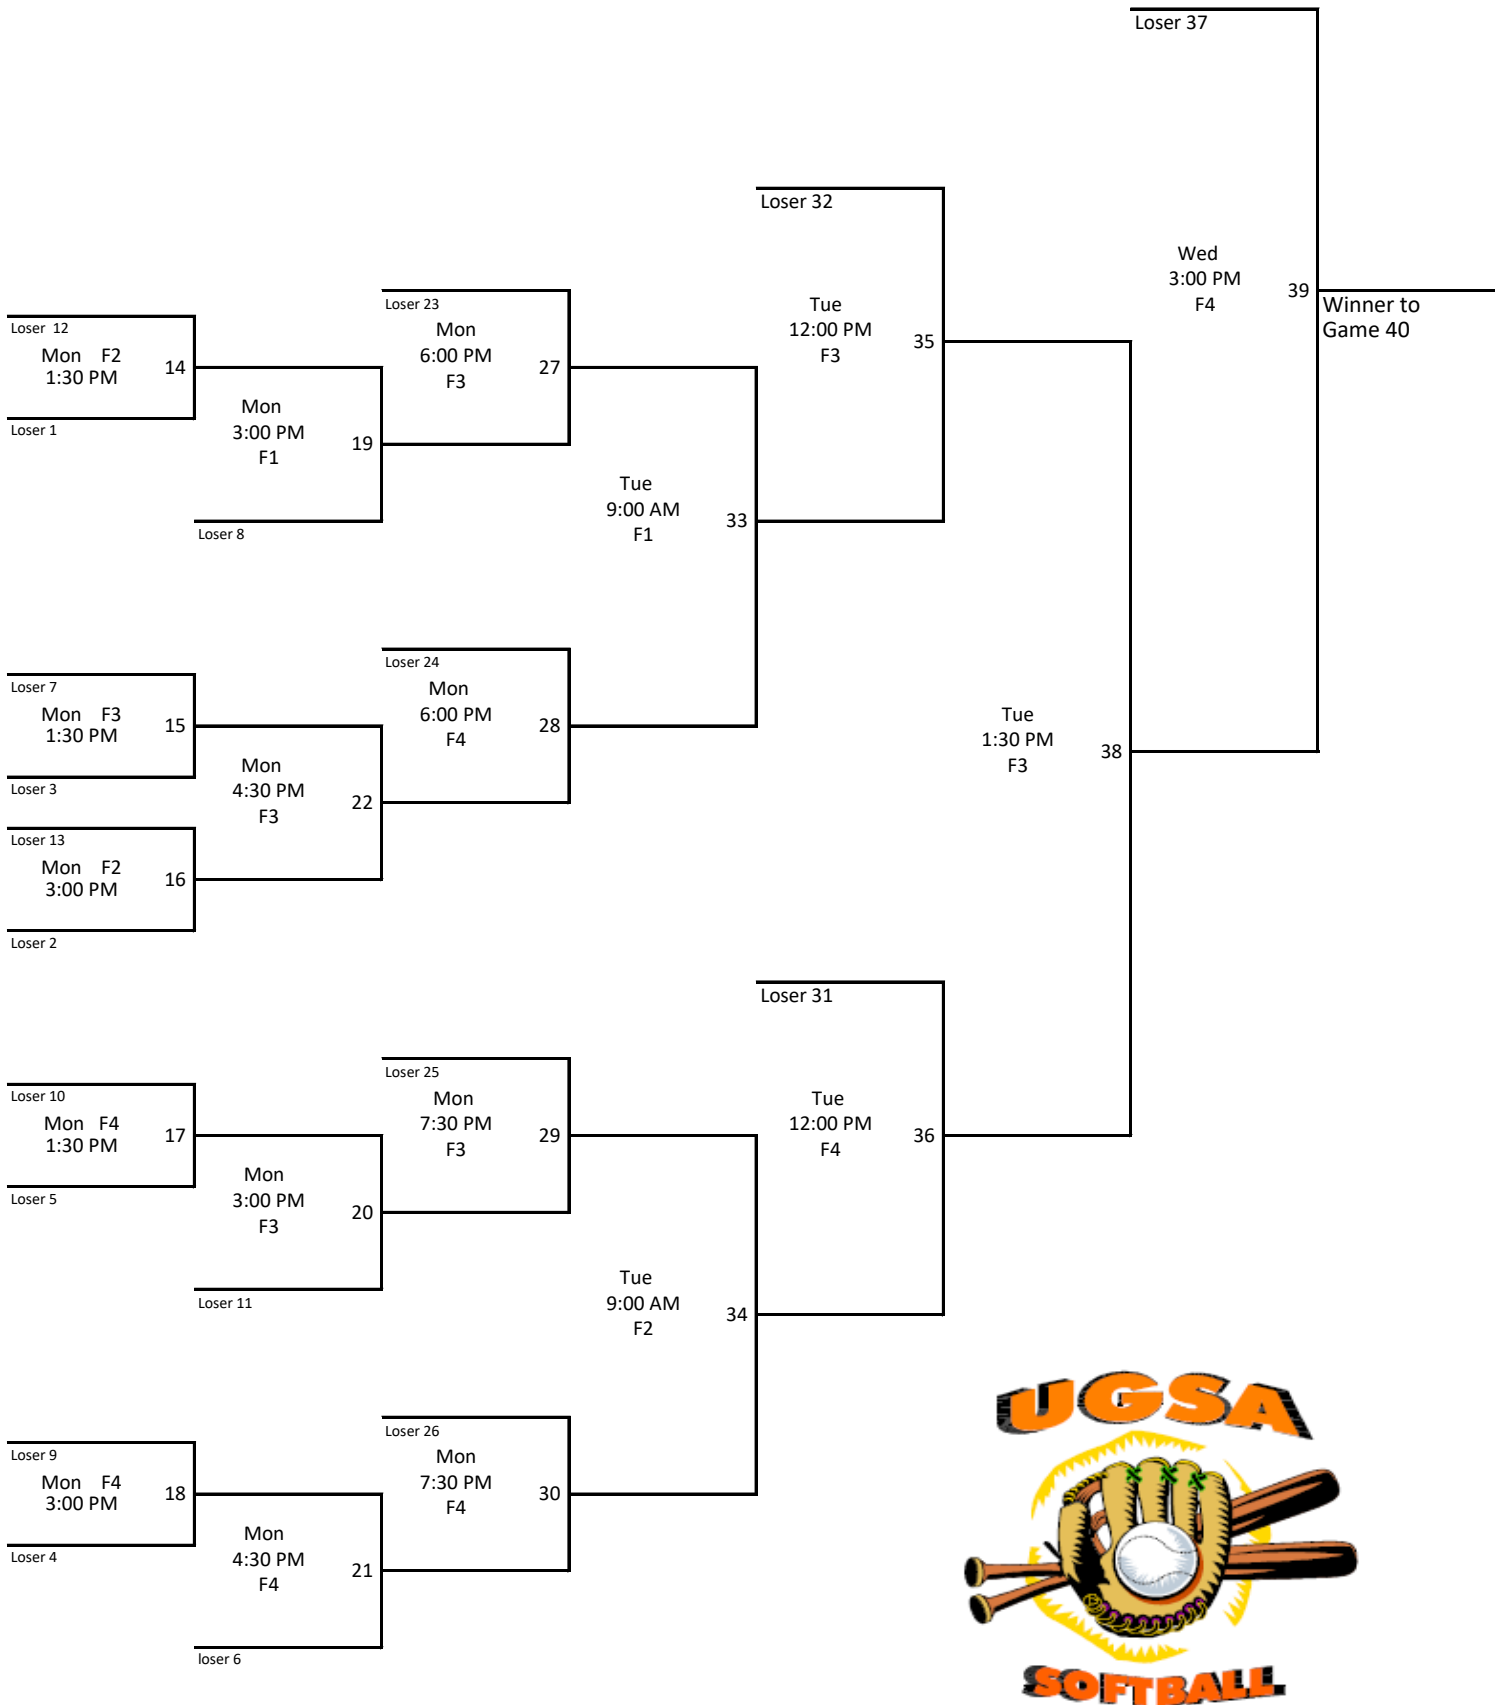 Loser 37
Loser 32
Wed
3:00 PM
F4
39
Winner to
Game 40
Loser 23
Tue
12:00 PM
F3
35
Loser 12
Mon F2
1:30 PM
14
Loser 1
Mon
6:00 PM
F3
27
Mon
3:00 PM
F1
19
Loser 8
Tue
9:00 AM
F1
33
Loser 24
Loser 7
Mon F3
1:30 PM
15
Loser 3
Mon
6:00 PM
F4
28
Mon
4:30 PM
F3
22
Loser 13
Mon F2
3:00 PM
16
Loser 2
Tue
1:30 PM
F3
38
Loser 31
Loser 25
Loser 10
Mon F4
1:30 PM
17
Loser 5
Mon
7:30 PM
F3
29
Tue
12:00 PM
F4
36
Mon
3:00 PM
F3
20
Loser 11
Tue
9:00 AM
F2
34
Loser 26
Loser 9
Mon F4
3:00 PM
18
Loser 4
Mon
7:30 PM
F4
30
Mon
4:30 PM
F4
21
loser 6
UGSA
SOFTBALL